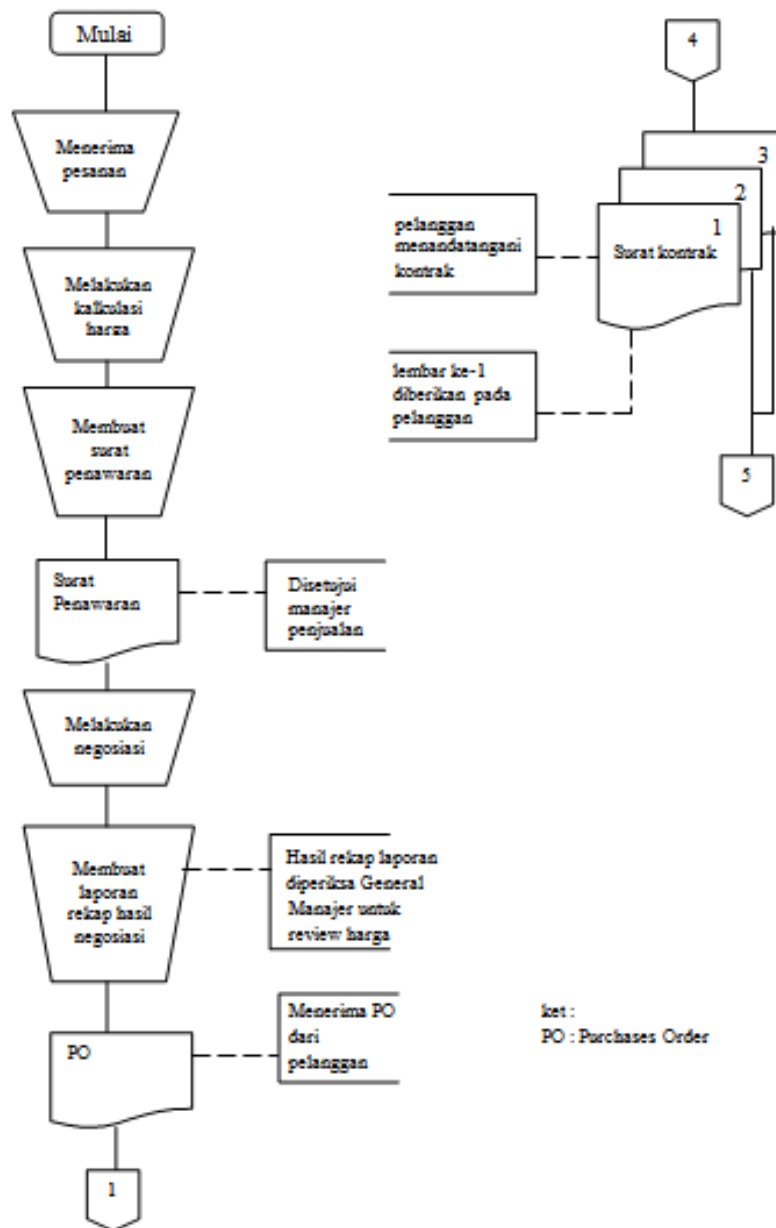 Mulai
Menerima
pesanan
Melakukan
kalkulasi
harga
Membuat
surat
penawaran
Surat
Penawaran
Disetujui
manajer
penjualan
Melakukan
negosiasi
Membuat
laporan
rekap hasil
negosiasi
Hasil rekap laporan
diperiksa General
Manajer untuk
review harga
PO
Menerima PO
dari
pelanggan
1
4
3
2
1
Surat kontrak
pelanggan
menandatangani
kontrak
lembar ke-1
diberikan pada
pelanggan
5
ket :
PO : Purchases Order